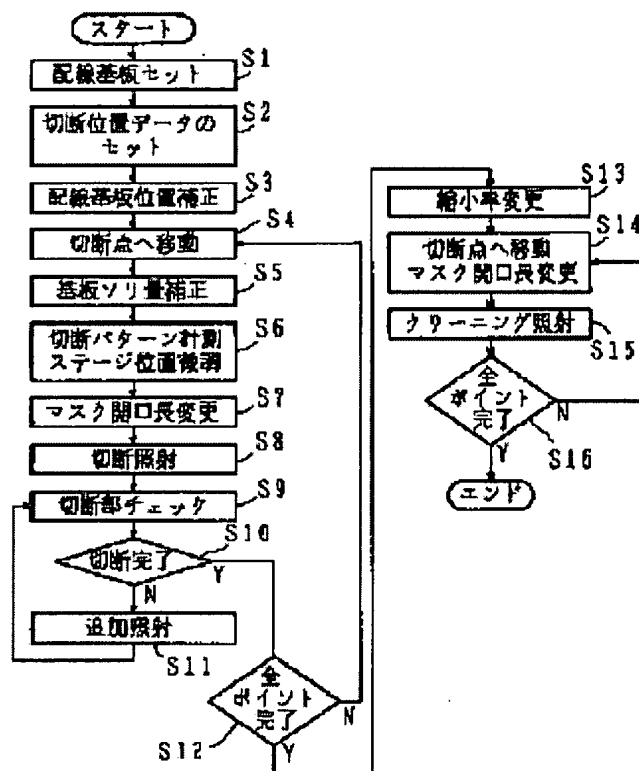 スタート
S1
配線基板セット
S2
切断位置データの
セット
S3
配線基板位置補正
S4
切断点へ移動
S5
基板ソリ量補正
S6
切断パターン計測
ステージ位置微調
S7
マスク開口長変更
S8
切断照射
S9
切断部チェック
S10
切断完了
Y
N
追加照射
S11
全
ポイント
完了
N
S12
Y
S13
縮小率変更
S14
切断点へ移動
マスク開口長変更
クリーニング照射
S15
全
ポイント
完了
N
Y
S16
エンド